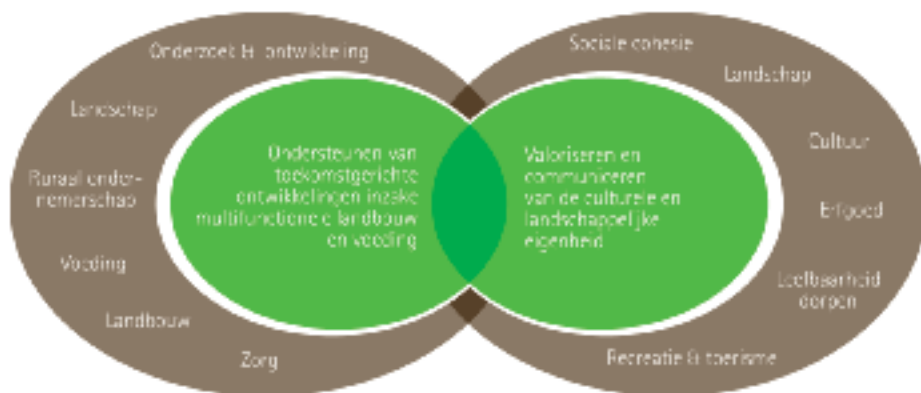 Onderzoek & ontwikkeling
Landschap
Ruraal onder-
nemerschap
Voeding
Landbouw
Zorg
Ondersteunen van
toekomstgerichte
ontwikkelingen inzake
multifunctionele landbouw
en voeding
Valoriseren en
communiceren
van de culturele en
landschappelijke
eigenheid
Sociale cohesie
Landschap
Cultuur
Erfgoed
Leefbaarheid
dorpen
Recreatie & toerisme